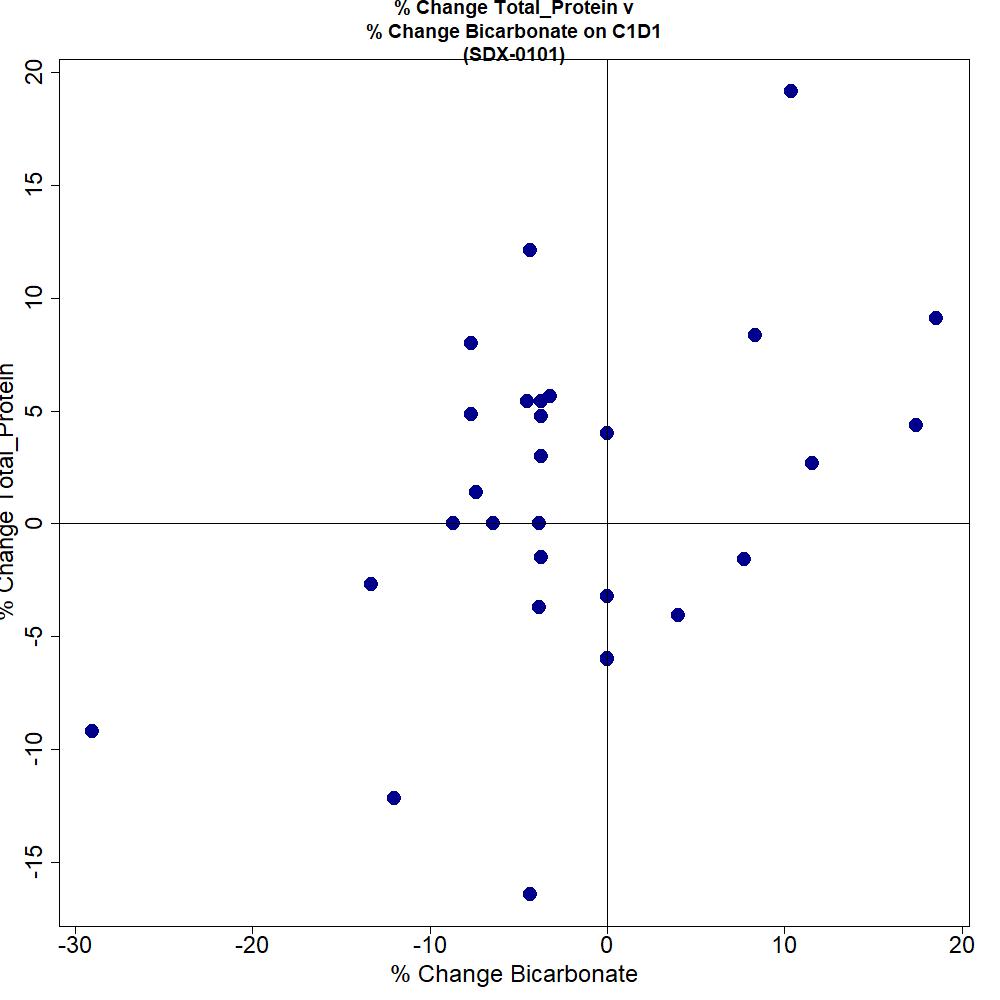 % Change Total_Protein v
% Change Bicarbonate on C1D1
(SDX-0101)
20
15
10
5
0
-5
-10
-15
% Change Total_Protein
-30
-20
-10
0
10
20
% Change Bicarbonate